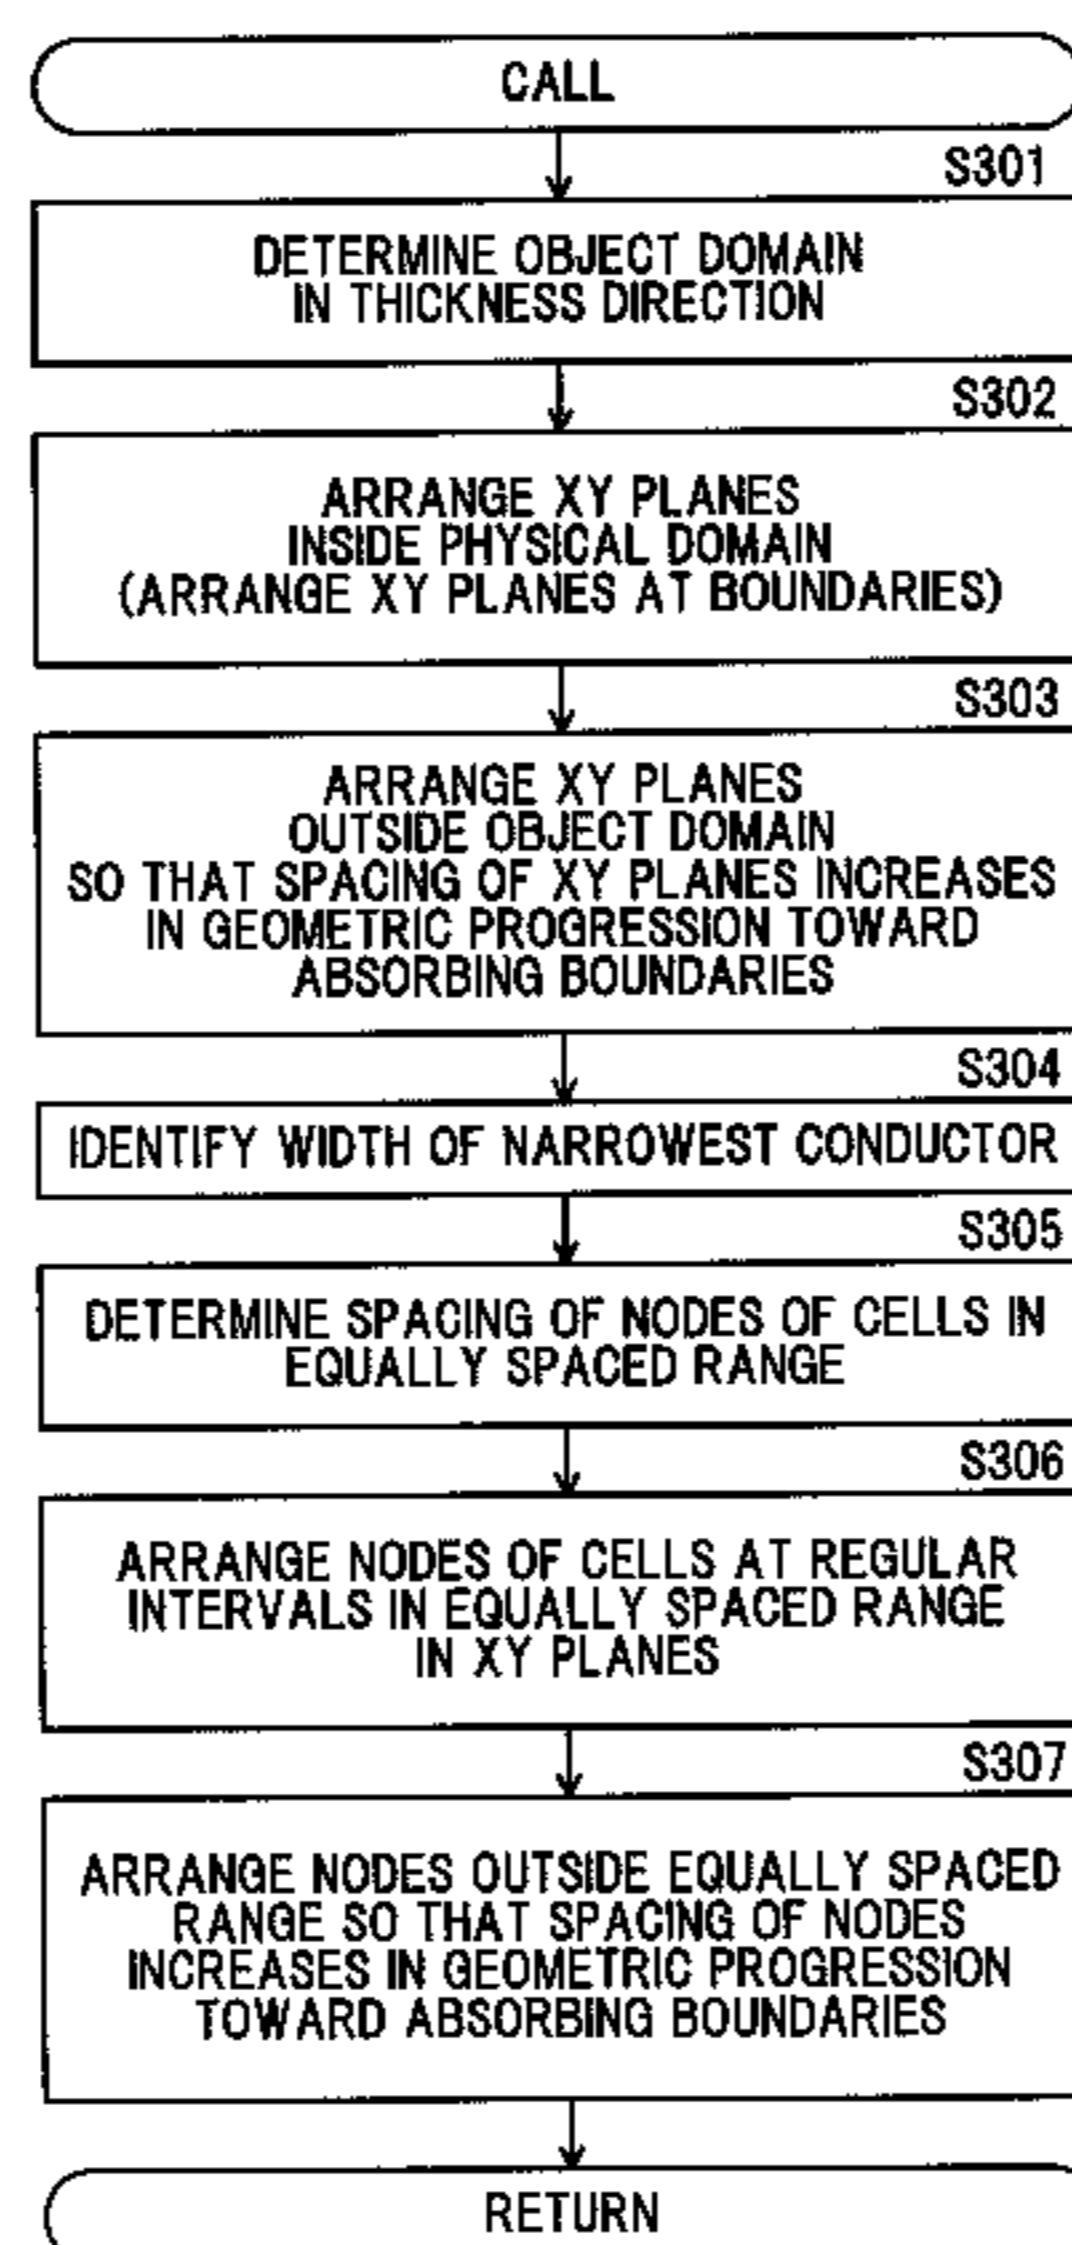 CALL
S301
DETERMINE OBJECT DOMAIN
IN THICKNESS DIRECTION
S302
ARRANGE XY PLANES
INSIDE PHYSICAL DOMAIN
(ARRANGE XY PLANES AT BOUNDARIES)
S303
ARRANGE XY PLANES
OUTSIDE OBJECT DOMAIN
SO THAT SPACING OF XY PLANES INCREASES
IN GEOMETRIC PROGRESSION TOWARD
ABSORBING BOUNDARIES
S304
IDENTIFY WIDTH OF NARROWEST CONDUCTOR
S305
DETERMINE SPACING OF NODES OF CELLS IN
EQUALLY SPACED RANGE
S306
ARRANGE NODES OF CELLS AT REGULAR
INTERVALS IN EQUALLY SPACED RANGE
IN XY PLANES
S307
ARRANGE NODES OUTSIDE EQUALLY SPACED
RANGE SO THAT SPACING OF NODES
INCREASES IN GEOMETRIC PROGRESSION
TOWARD ABSORBING BOUNDARIES
RETURN